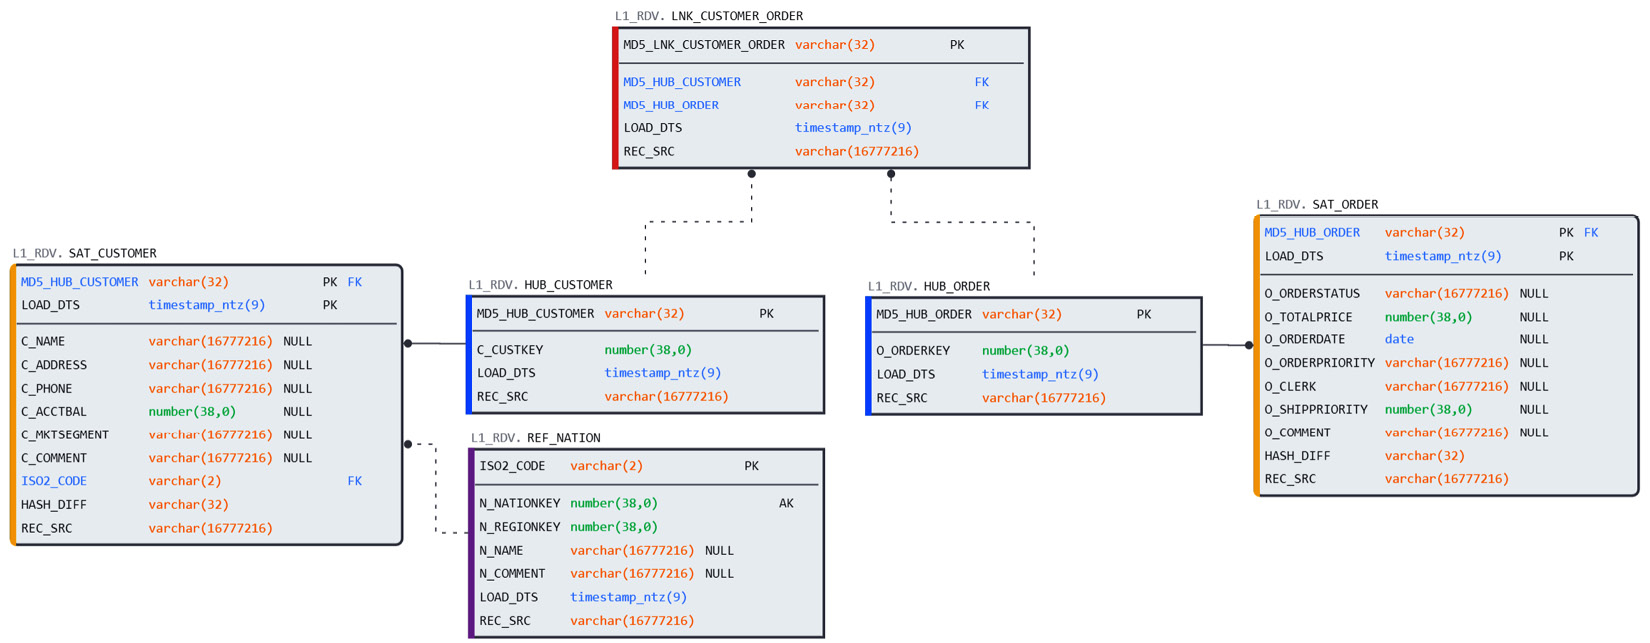 L1_RDV. LNK_CUSTOMER_ORDER
MD5_LNK_CUSTOMER_ORDER varchar(32) PK
MD5_HUB_CUSTOMER varchar(32) FK
MD5_HUB_ORDER varchar(32) FK
LOAD_DTS timestamp_ntz(9)
REC_SRC varchar(16777216)
L1_RDV. SAT_CUSTOMER
MD5_HUB_CUSTOMER varchar(32) PK FK
LOAD_DTS timestamp_ntz(9) PK
C_NAME varchar(16777216) NULL
C_ADDRESS varchar(16777216) NULL
C_PHONE varchar(16777216) NULL
C_ACCTBAL number(38,0) NULL
C_MKTSEGMENT varchar(16777216) NULL
C_COMMENT varchar(16777216) NULL
ISO2_CODE varchar(2) FK
HASH_DIFF varchar(32)
REC_SRC varchar(16777216)
L1_RDV. HUB_CUSTOMER
MD5_HUB_CUSTOMER varchar(32) PK
C_CUSTKEY number(38,0)
LOAD_DTS timestamp_ntz(9)
REC_SRC varchar(16777216)
L1_RDV. REF_NATION
ISO2_CODE varchar(2) PK
N_NATIONKEY number(38,0) AK
N_REGIONKEY number(38,0)
N_NAME varchar(16777216) NULL
N_COMMENT varchar(16777216) NULL
LOAD_DTS timestamp_ntz(9)
REC_SRC varchar(16777216)
L1_RDV. HUB_ORDER
MD5_HUB_ORDER varchar(32) PK
O_ORDERKEY number(38,0)
LOAD_DTS timestamp_ntz(9)
REC_SRC varchar(16777216)
L1_RDV. SAT_ORDER
MD5_HUB_ORDER varchar(32) PK FK
LOAD_DTS timestamp_ntz(9) PK
O_ORDERSTATUS varchar(16777216) NULL
O_TOTALPRICE number(38,0) NULL
O_ORDERDATE date NULL
O_ORDERPRIORITY varchar(16777216) NULL
O_CLERK varchar(16777216) NULL
O_SHIPPRIORITY number(38,0) NULL
O_COMMENT varchar(16777216) NULL
HASH_DIFF varchar(32)
REC_SRC varchar(16777216)